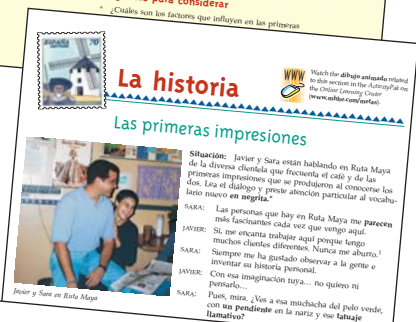 para considerar
• ¿Cuáles son los factores que influyen en las primeras
ESPAÑA
70
La historia
WWW
Watch the dibujo animado related
to this section in the ActivityPak on
the Online Learning Center
(www.mhhe.com/metas).
Las primeras impresiones
Situación: Javier y Sara están hablando en Ruta Maya
de la diversa clientela que frecuenta el café y de las
primeras impresiones que se produjeron al conocerse los
dos. Lea el diálogo y preste atención particular al vocabu-
lario nuevo en negrita.*
SARA: Las personas que hay en Ruta Maya me parecen
más fascinantes cada vez que vengo aquí.
JAVIER: Sí, me encanta trabajar aquí porque tengo
muchos clientes diferentes. Nunca me aburro.¹
SARA: Siempre me ha gustado observar a la gente e
inventar su historia personal.
JAVIER: Con esa imaginación tuya... no quiero ni
pensarlo...
SARA: Pues, mira. ¿Ves a esa muchacha del pelo verde,
con un pendiente en la nariz y ese tatuaje
llamativo?
Javier y Sara en Ruta Maya